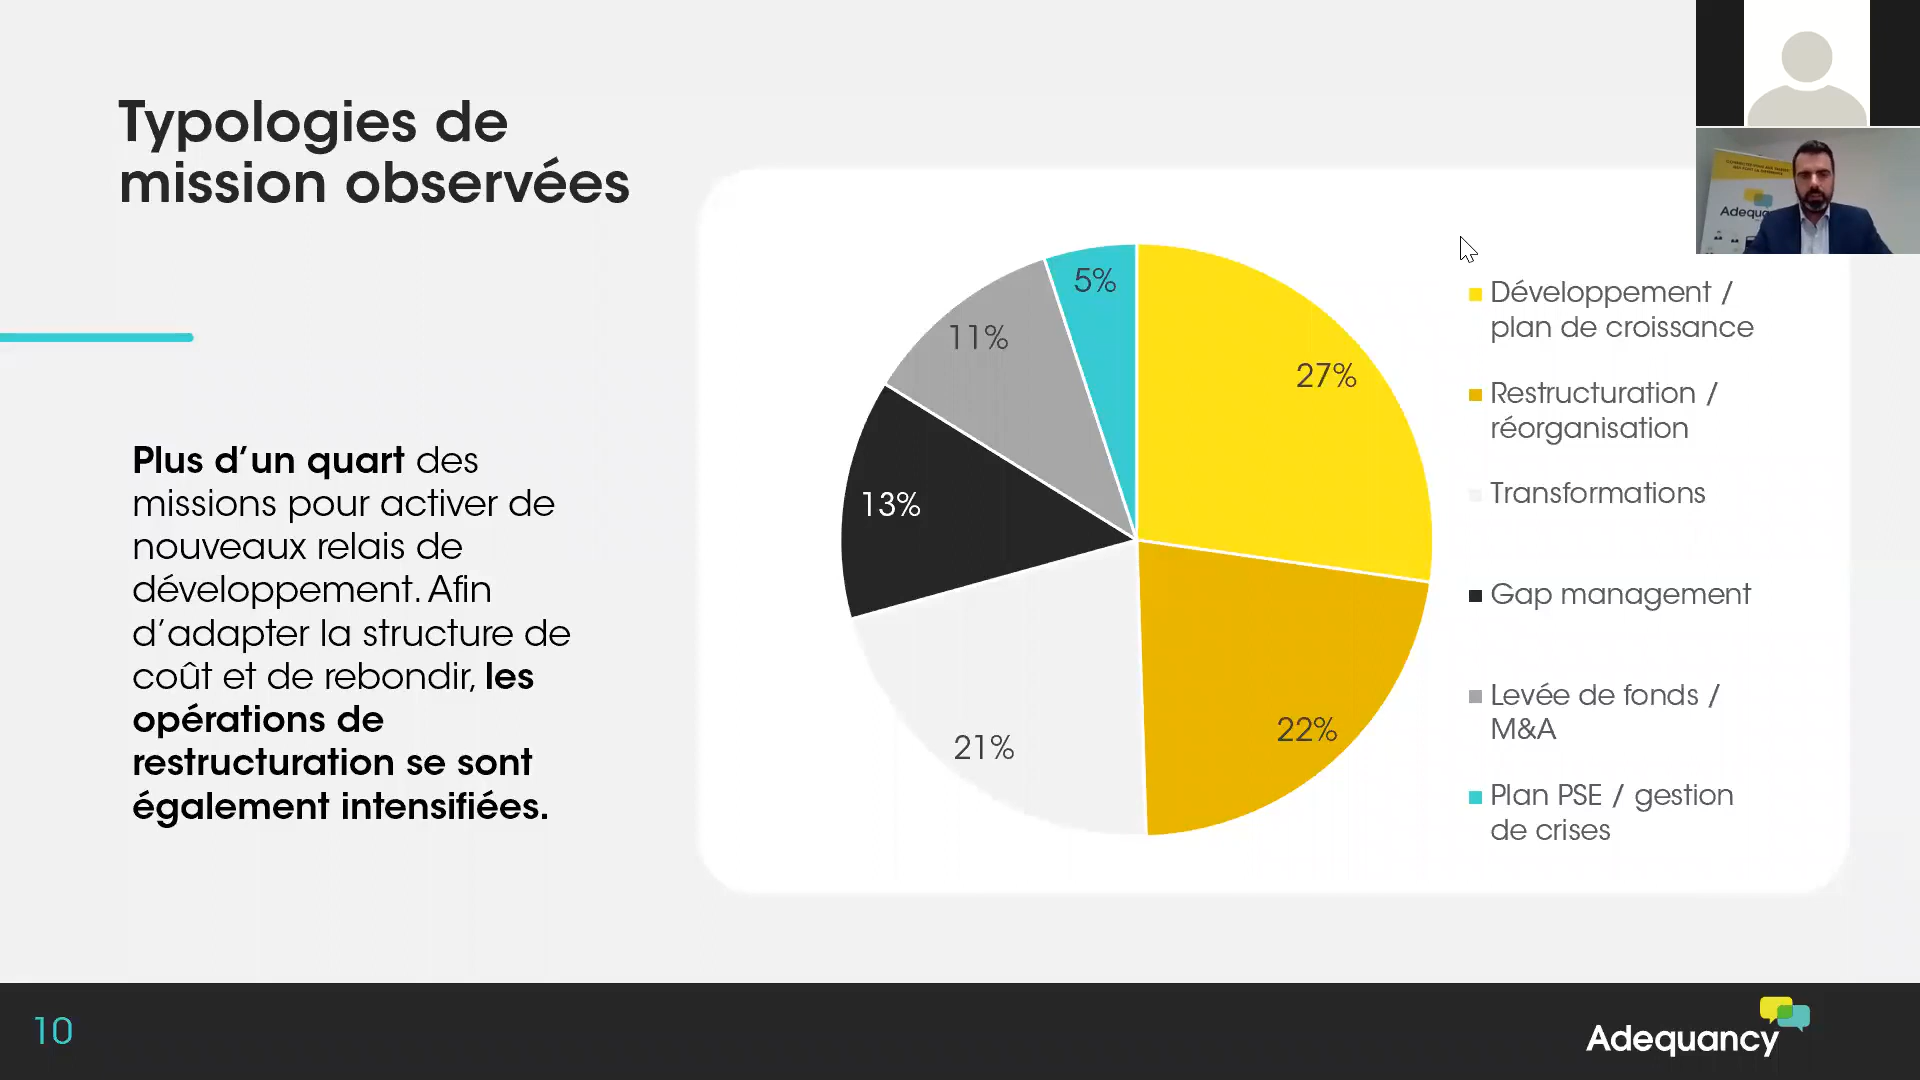 Typologies de
mission observées
Plus d’un quart des
missions pour activer de
nouveaux relais de
développement. Afin
d’adapter la structure de
coût et de rebondir, les
opérations de
restructuration se sont
également intensifiées.
5%
11%
27%
13%
21%
22%
Développement /
plan de croissance
Restructuration /
réorganisation
Transformations
Gap management
Levée de fonds /
M&A
Plan PSE / gestion
de crises
10
Adequancy